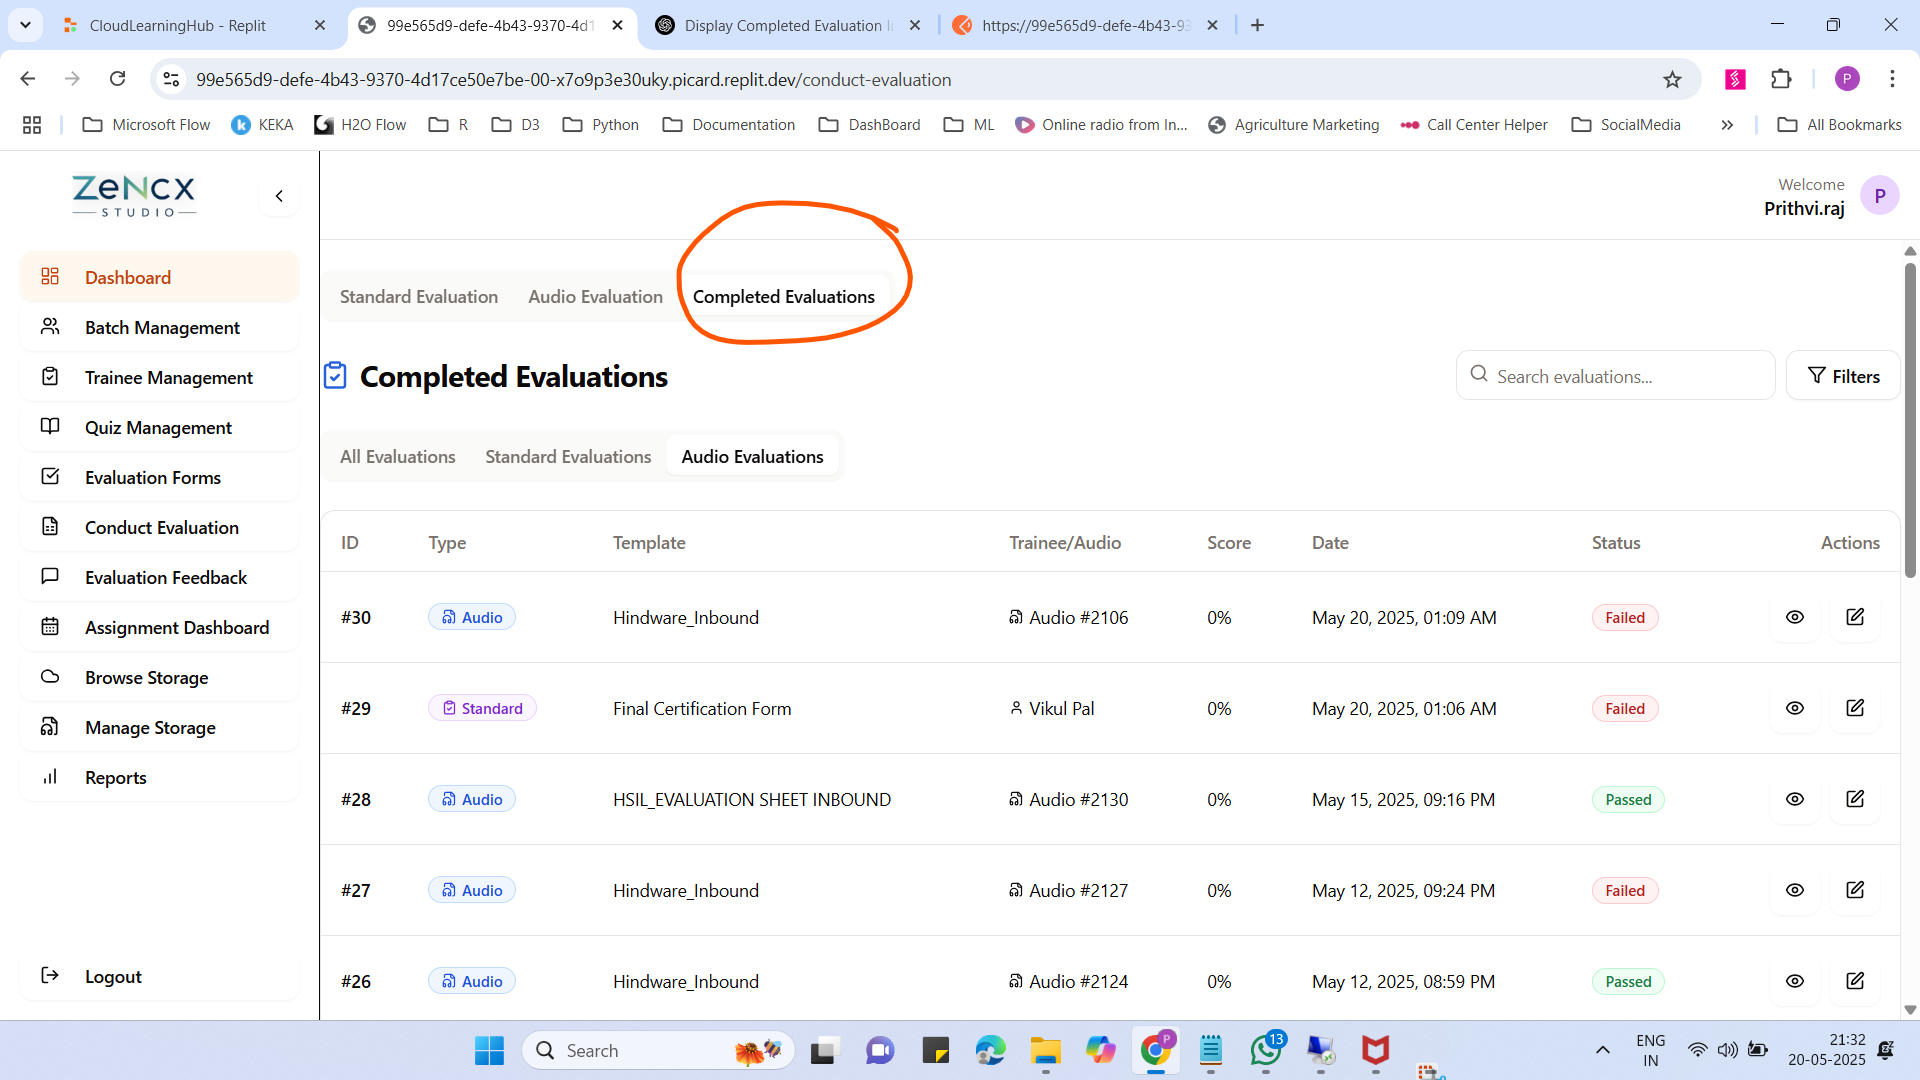 CloudLearningHub - Replit
99e565d9-defe-4b43-9370-4d1
Display Completed Evaluation I
https://99e565d9-defe-4b43-93
99e565d9-defe-4b43-9370-4d17ce50e7be-00-x7o9p3e30uky.picard.replit.dev/conduct-evaluation
P
Microsoft Flow
KEKA
H2O Flow
R
D3
Python
Documentation
DashBoard
ML
Online radio from In...
Agriculture Marketing
Call Center Helper
SocialMedia
All Bookmarks
ZeNCX
STUDIO
Welcome
Prithvi.raj
P
Dashboard
Batch Management
Trainee Management
Quiz Management
Evaluation Forms
Conduct Evaluation
Evaluation Feedback
Assignment Dashboard
Browse Storage
Manage Storage
Reports
Logout
Standard Evaluation Audio Evaluation Completed Evaluations
Completed Evaluations
Search evaluations...
Filters
All Evaluations Standard Evaluations Audio Evaluations
ID Type Template Trainee/Audio Score Date Status Actions
#30 Audio Hindware_Inbound Audio #2106 0% May 20, 2025, 01:09 AM Failed
#29 Standard Final Certification Form Vikul Pal 0% May 20, 2025, 01:06 AM Failed
#28 Audio HSIL_EVALUATION SHEET INBOUND Audio #2130 0% May 15, 2025, 09:16 PM Passed
#27 Audio Hindware_Inbound Audio #2127 0% May 12, 2025, 09:24 PM Failed
#26 Audio Hindware_Inbound Audio #2124 0% May 12, 2025, 08:59 PM Passed
Search
P
13
ENG
IN
21:32
20-05-2025